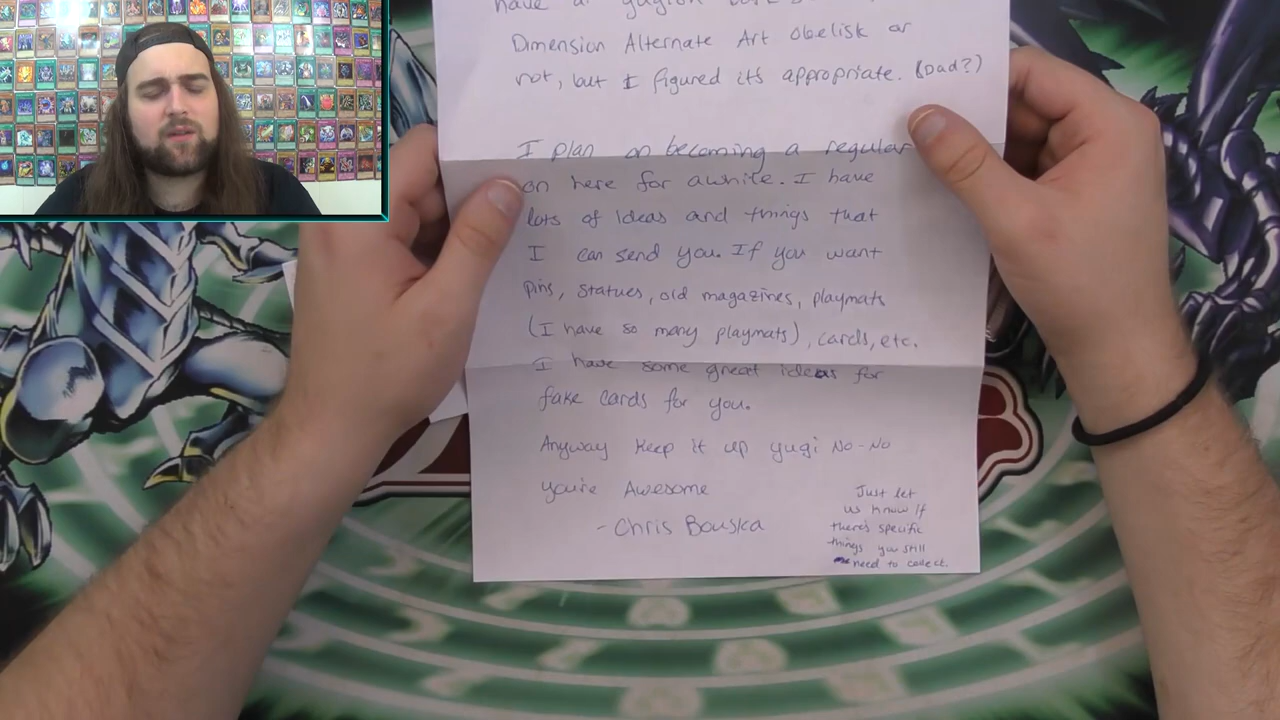 have a
Dimension Alternate Art obelisk or
not, but I figured it's appropriate. (Dad?)
I plan on becoming a regular
on here for awhile. I have
lots of Ideas and things that
I can send you. If you want
pins, statues, old magazines, playmats
(I have so many playmats), cards, etc.
I have some great ideas for
fake cards for you.
Anyway keep it up yugi No-No
you're Awesome
- Chris Bouska
Just let
us know if
there's specific
things you still
need to collect.